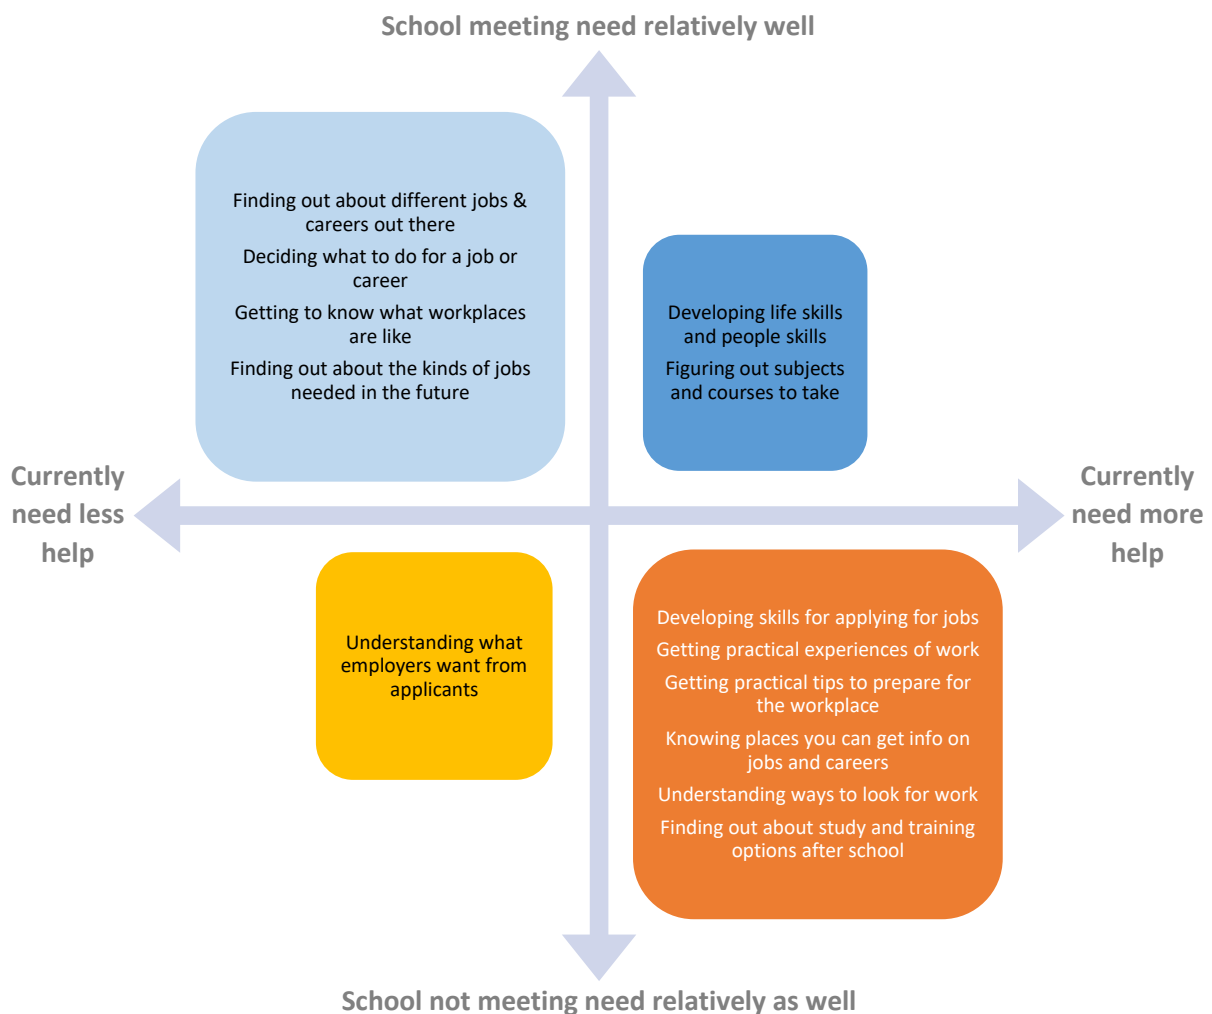 School meeting need relatively well
Finding out about different jobs &
careers out there
Deciding what to do for a job or
career
Getting to know what workplaces
are like
Finding out about the kinds of jobs
needed in the future
Developing life skills
and people skills
Figuring out subjects
and courses to take
Currently
need less
help
Currently
need more
help
Understanding what
employers want from
applicants
Developing skills for applying for jobs
Getting practical experiences of work
Getting practical tips to prepare for
the workplace
Knowing places you can get info on
jobs and careers
Understanding ways to look for work
Finding out about study and training
options after school
School not meeting need relatively as well